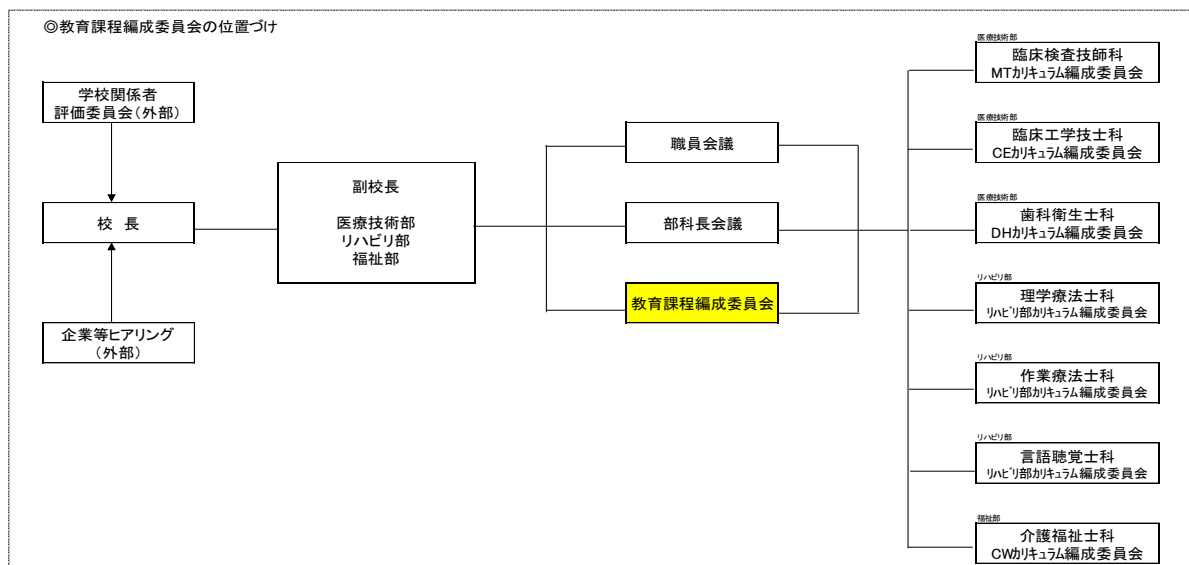 ◎教育課程編成委員会の位置づけ
学校関係者
評価委員会(外部)
校　長
企業等ヒアリング
(外部)
副校長
医療技術部
リハビリ部
福祉部
職員会議
部科長会議
教育課程編成委員会
医療技術部
臨床検査技師科
MTｶﾘｷｭﾗﾑ編成委員会
医療技術部
臨床工学技士科
CEｶﾘｷｭﾗﾑ編成委員会
医療技術部
歯科衛生士科
DHｶﾘｷｭﾗﾑ編成委員会
リハビリ部
理学療法士科
ﾘﾊﾋﾞﾘ部ｶﾘｷｭﾗﾑ編成委員会
リハビリ部
作業療法士科
ﾘﾊﾋﾞﾘ部ｶﾘｷｭﾗﾑ編成委員会
リハビリ部
言語聴覚士科
ﾘﾊﾋﾞﾘ部ｶﾘｷｭﾗﾑ編成委員会
福祉部
介護福祉士科
CWｶﾘｷｭﾗﾑ編成委員会